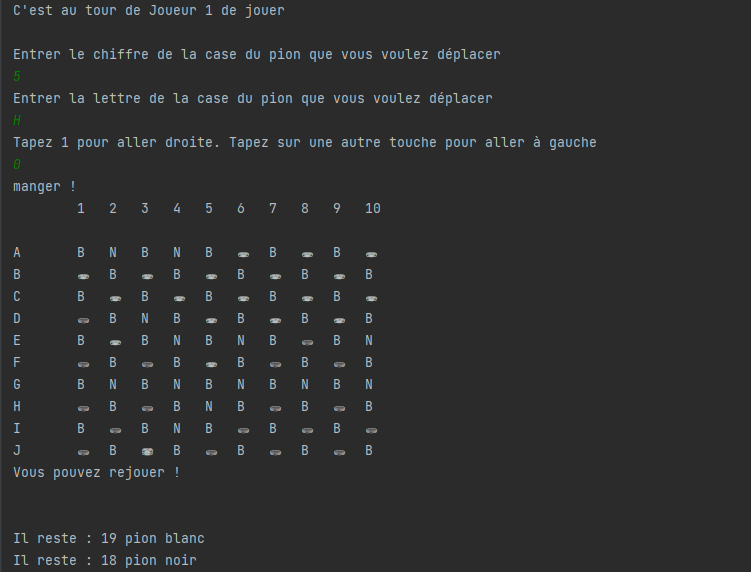 C'est au tour de Joueur 1 de jouer
Entrer le chiffre de la case du pion que vous voulez déplacer
5
Entrer la lettre de la case du pion que vous voulez déplacer
H
Tapez 1 pour aller droite. Tapez sur une autre touche pour aller à gauche
0
manger !
1 2 3 4 5 6 7 8 9 10
A B N B N B ⛂ B ⛂ B ⛂
B ⛂ B ⛂ B ⛂ B ⛂ B ⛂ B
C B ⛂ B ⛂ B ⛂ B ⛂ B ⛂
D ⛀ B N B ⛂ B ⛂ B ⛂ B
E B ⛂ B N B N B ⛀ B N
F ⛀ B ⛀ B ⛂ B ⛀ B ⛀ B
G B N B N B N B N B N
H ⛀ B ⛀ B N B ⛀ B ⛀ B
I B ⛀ B N B ⛀ B ⛀ B ⛀
J ⛀ B ⛁ B ⛀ B ⛀ B ⛀ B
Vous pouvez rejouer !
Il reste : 19 pion blanc
Il reste : 18 pion noir